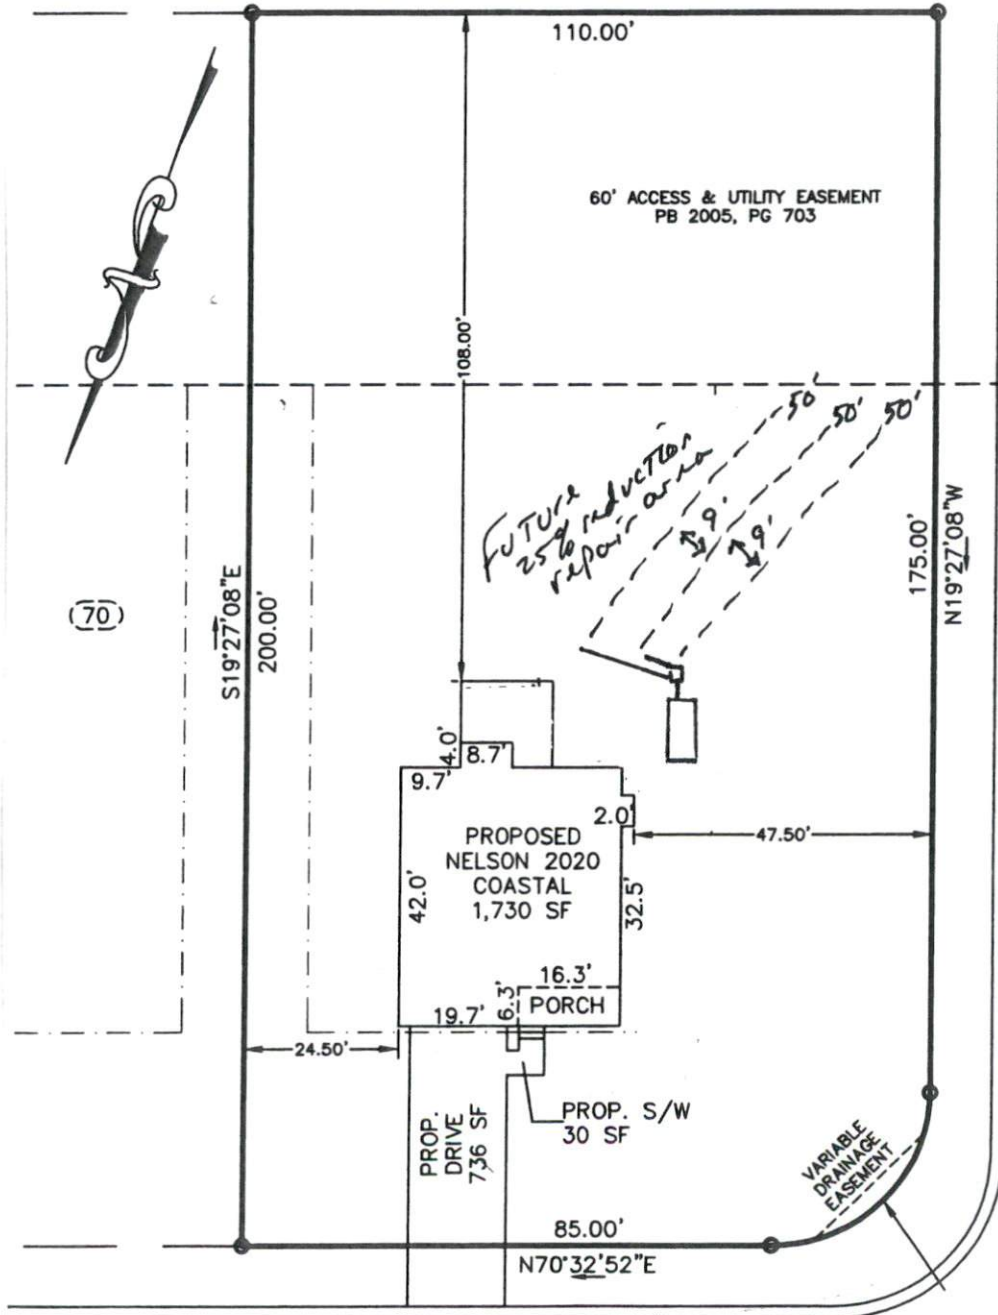 110.00'
60' ACCESS & UTILITY EASEMENT
PB 2005, PG 703
108.00'
50'
50'
50'
FUTURE
25% reduction
repair area
9'
9'
175.00'
N19°27'08"W
(70)
S19°27'08"E
200.00'
4.0'
8.7'
9.7'
2.0'
47.50'
PROPOSED
NELSON 2020
COASTAL
1,730 SF
42.0'
32.5'
16.3'
6.3'
PORCH
19.7'
24.50'
PROP.
DRIVE
736 SF
PROP. S/W
30 SF
VARIABLE
DRAINAGE
EASEMENT
85.00'
N70°32'52"E